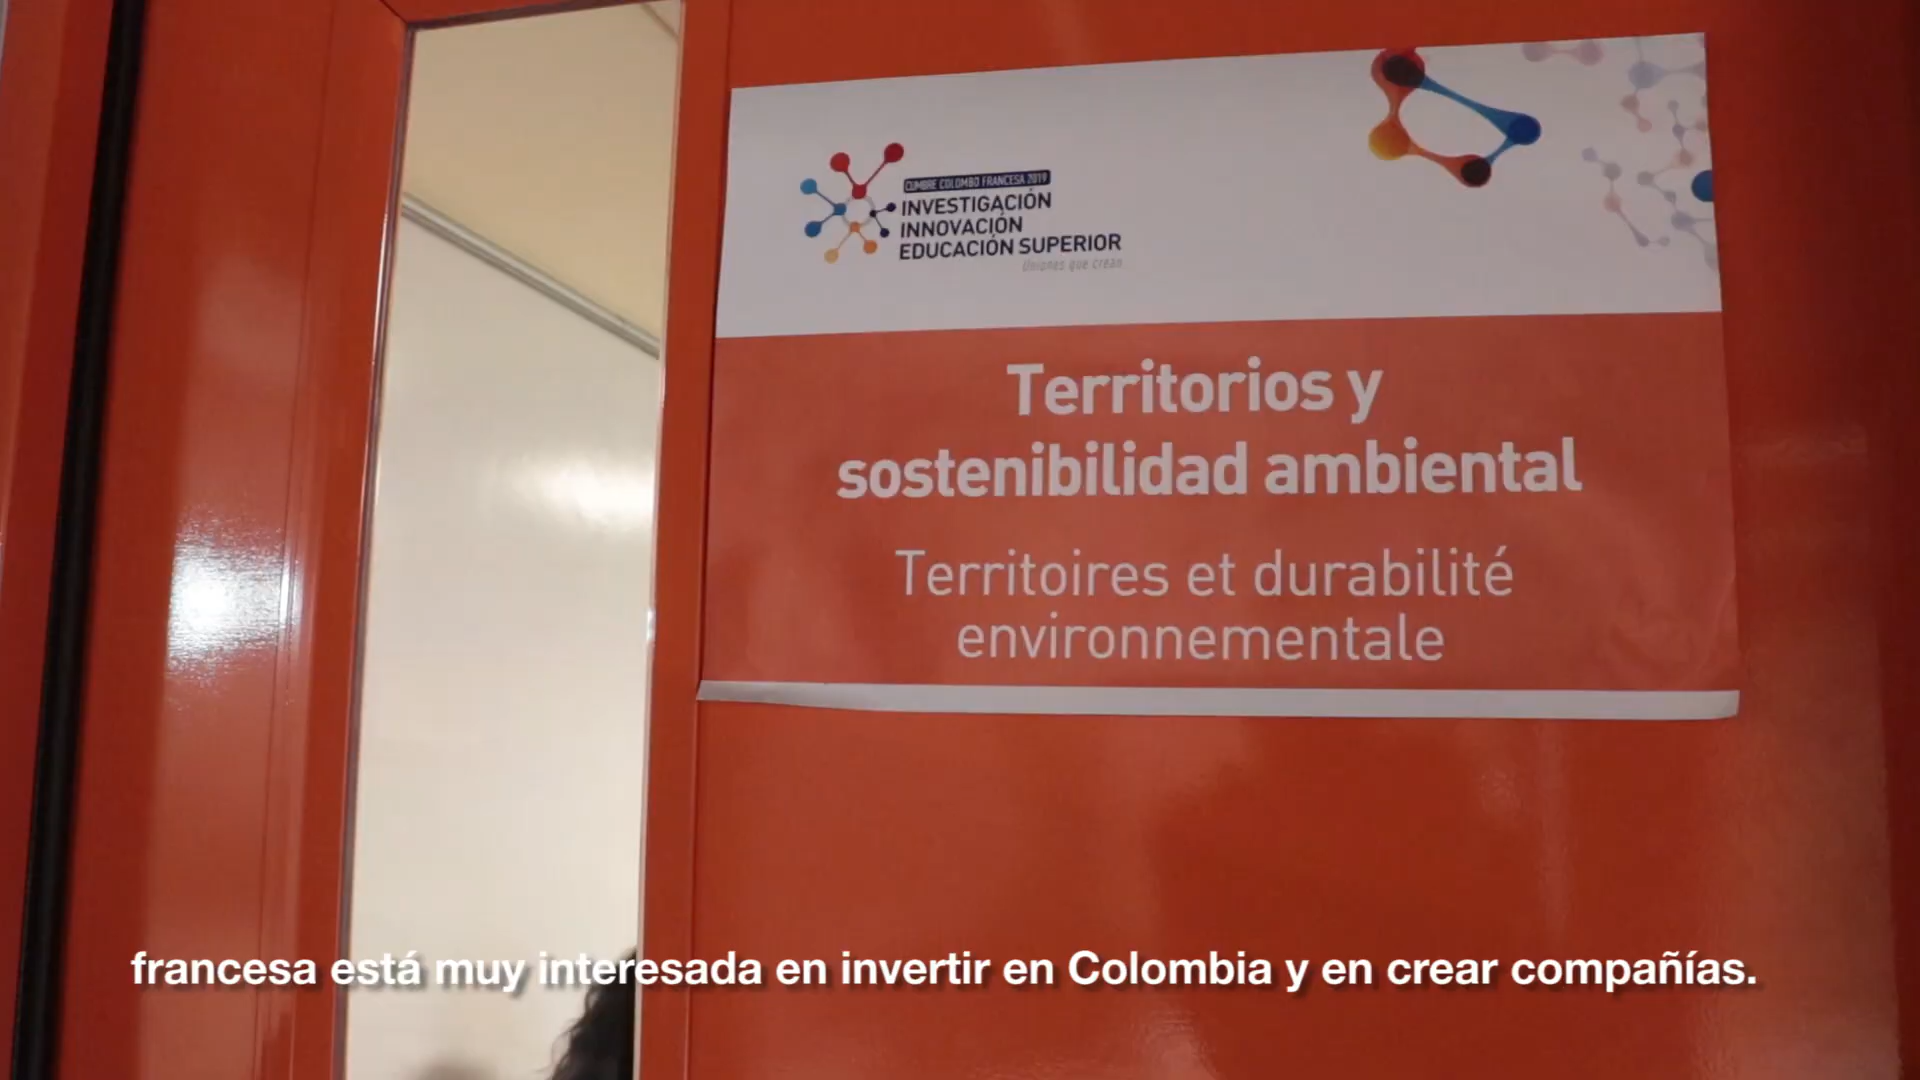 CUMBRE COLOMBO FRANCESA 2019
INVESTIGACIÓN
INNOVACIÓN
EDUCACIÓN SUPERIOR
Uniones que crean
Territorios y
sostenibilidad ambiental
Territoires et durabilité
environnementale
francesa está muy interesada en invertir en Colombia y en crear compañías.